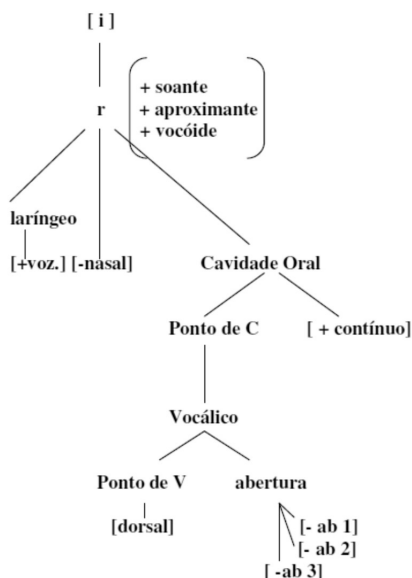 [ i ]
+ soante
r + aproximante
+ vocóide
laríngeo
[+voz.] [-nasal] Cavidade Oral
Ponto de C [ + contínuo]
Vocálico
Ponto de V abertura
[dorsal] [- ab 1]
[- ab 2]
[ -ab 3]